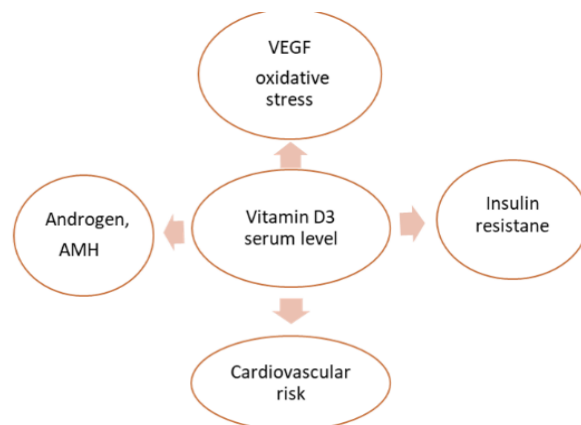 VEGF
oxidative
stress
Androgen,
AMH
Vitamin D3
serum level
Insulin
resistane
Cardiovascular
risk